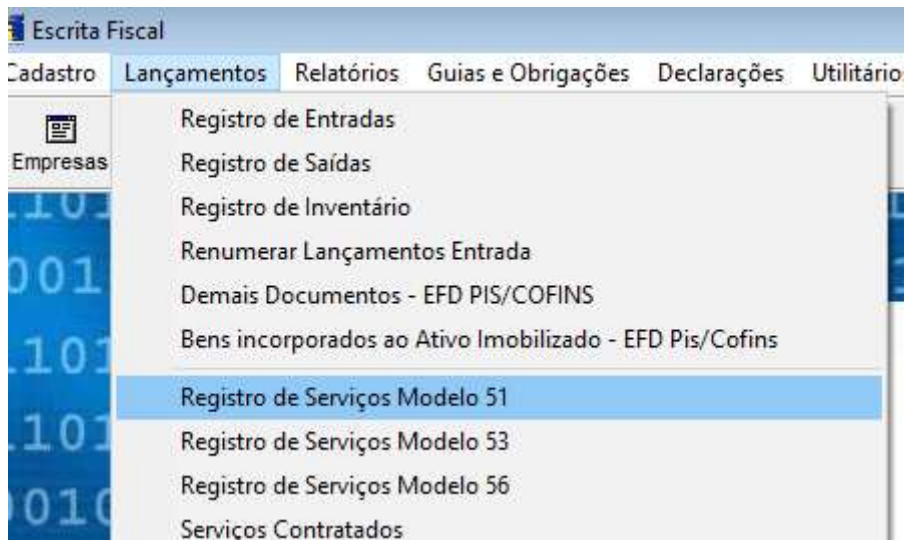 Escrita Fiscal
Cadastro Lançamentos Relatórios Guias e Obrigações Declarações Utilitários
Empresas
Registro de Entradas
Registro de Saídas
Registro de Inventário
Renumerar Lançamentos Entrada
Demais Documentos - EFD PIS/COFINS
Bens incorporados ao Ativo Imobilizado - EFD Pis/Cofins
Registro de Serviços Modelo 51
Registro de Serviços Modelo 53
Registro de Serviços Modelo 56
Serviços Contratados